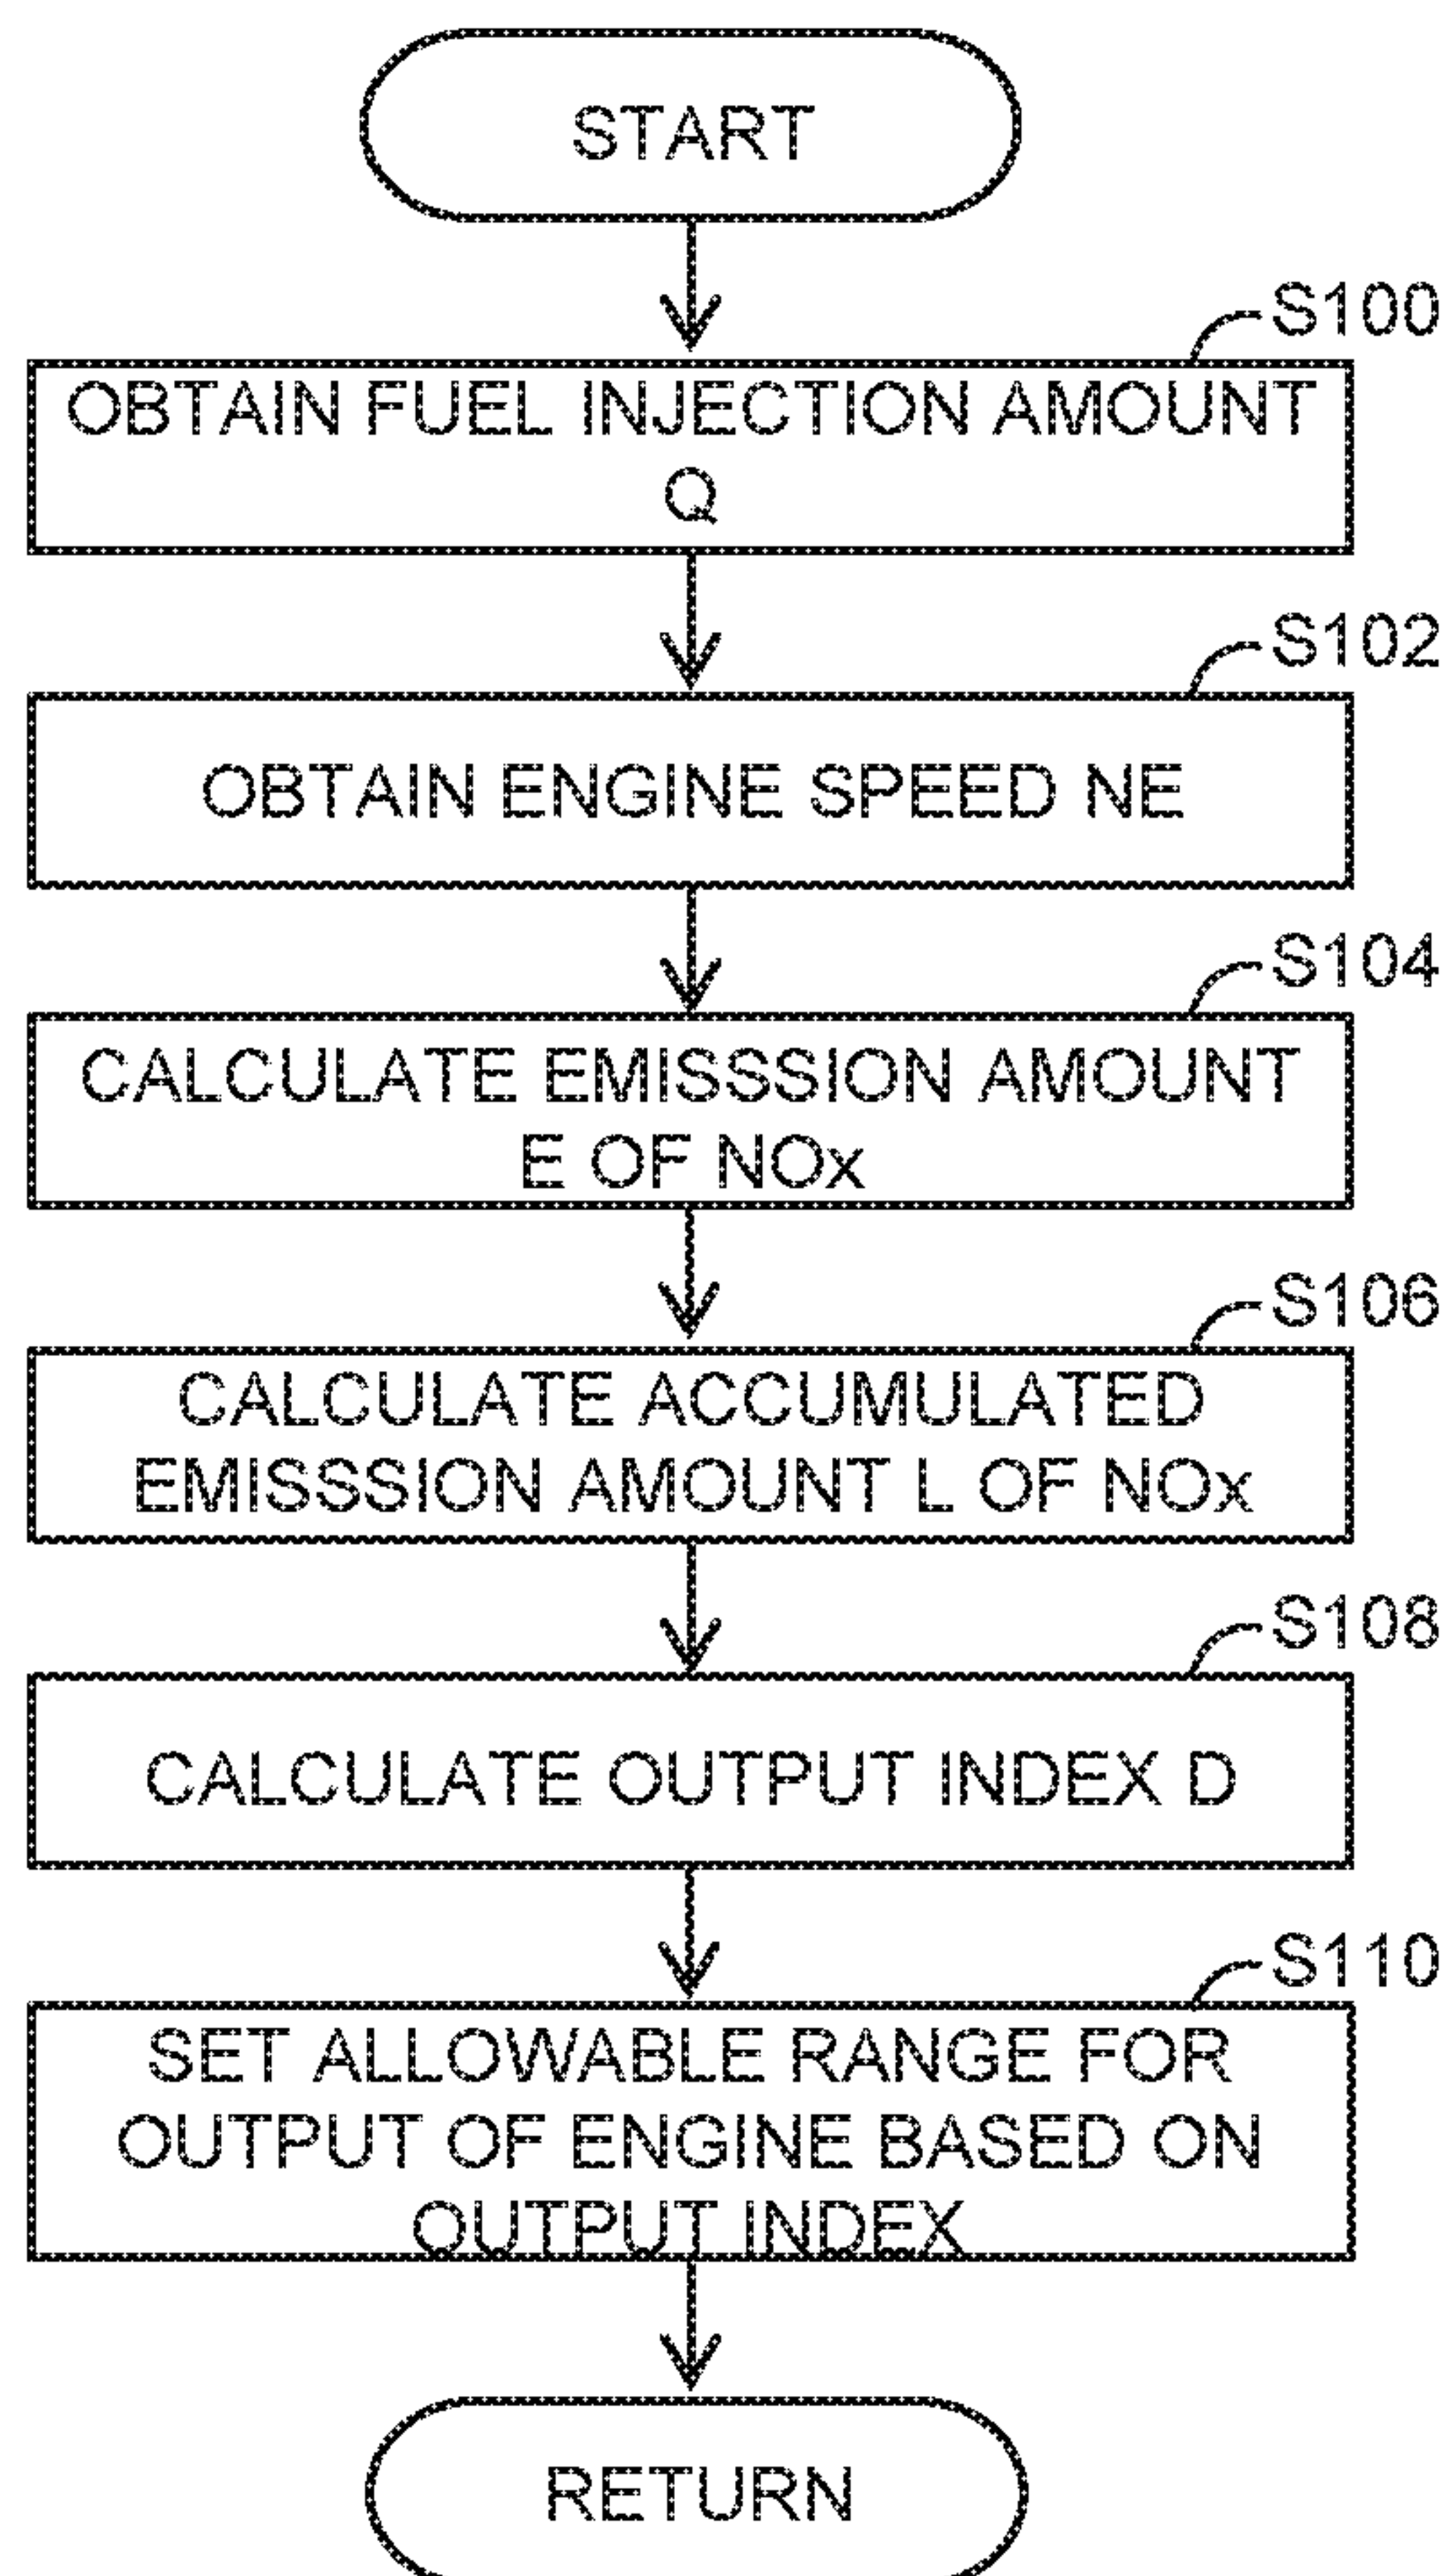 START
S100
OBTAIN FUEL INJECTION AMOUNT
Q
S102
OBTAIN ENGINE SPEED NE
S104
CALCULATE EMISSSION AMOUNT
E OF NOx
S106
CALCULATE ACCUMULATED
EMISSSION AMOUNT L OF NOx
S108
CALCULATE OUTPUT INDEX D
S110
SET ALLOWABLE RANGE FOR
OUTPUT OF ENGINE BASED ON
OUTPUT INDEX
RETURN